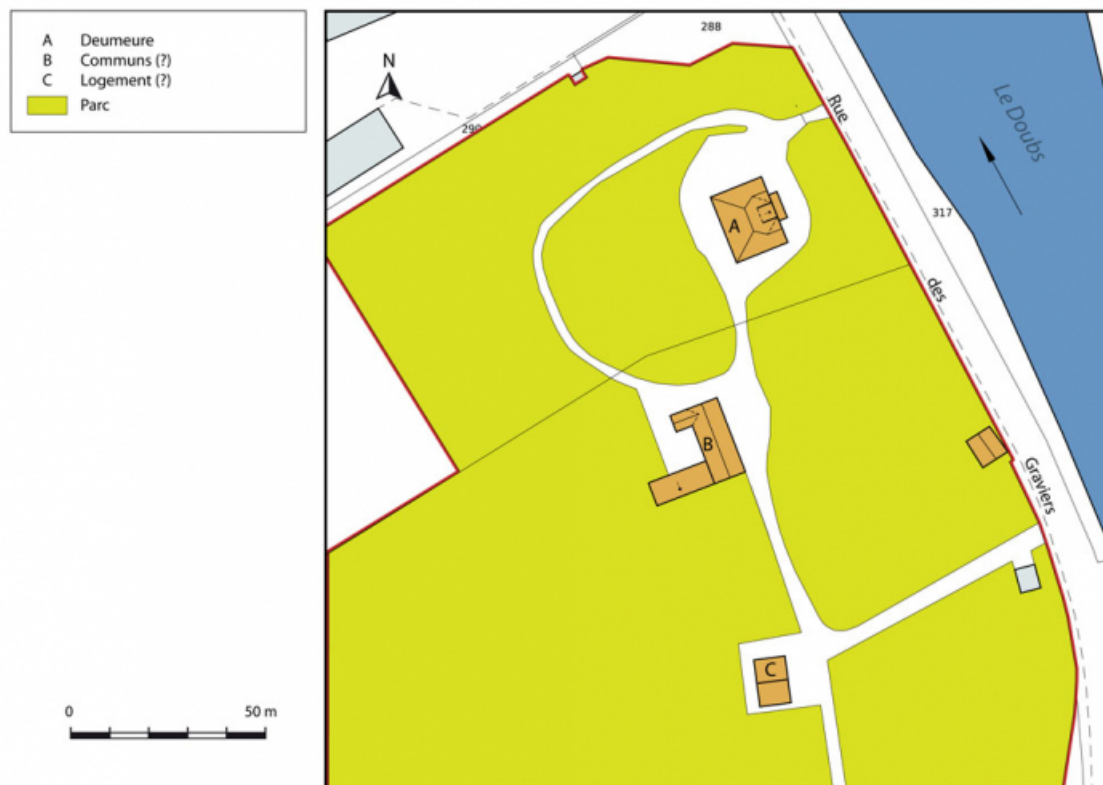 A Deumeure
B Communs (?)
C Logement (?)
Parc
288
N
290
Rue
Le Doubs
317
A
des
B
Graviers
C
0 50 m